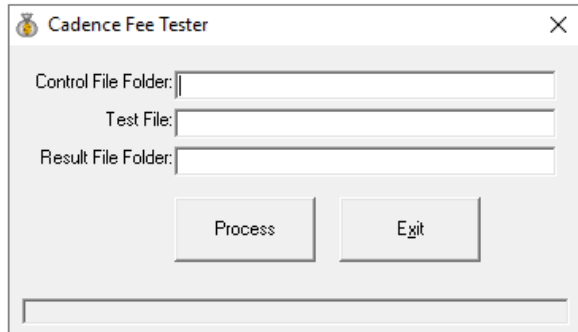 Cadence Fee Tester
Control File Folder:
Test File:
Result File Folder:
Process Exit